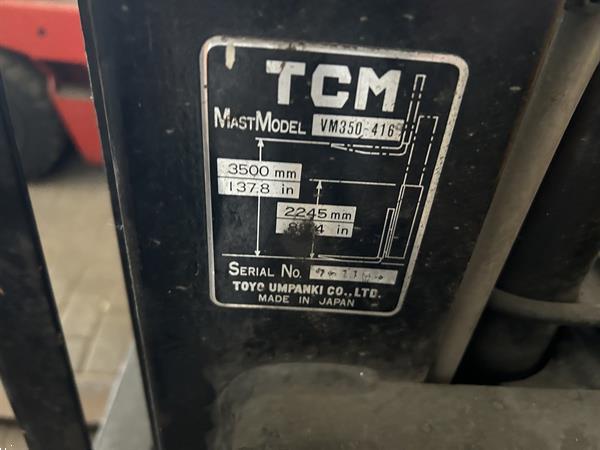 TCM
MAST MODEL VM350-416
3500 mm
137.8 in
2245 mm
in
SERIAL No.
TOYO UMPANKI CO., LTD.
MADE IN JAPAN